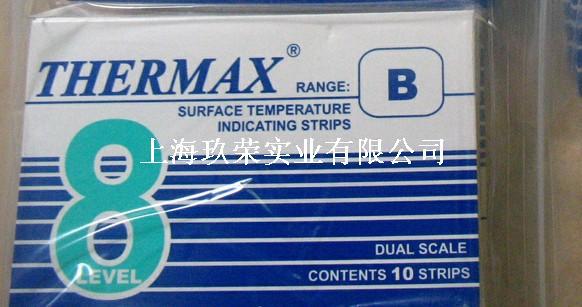 THERMAX®
RANGE: B
SURFACE TEMPERATURE
INDICATING STRIPS
上海玖荣实业有限公司
8
LEVEL
DUAL SCALE
CONTENTS 10 STRIPS